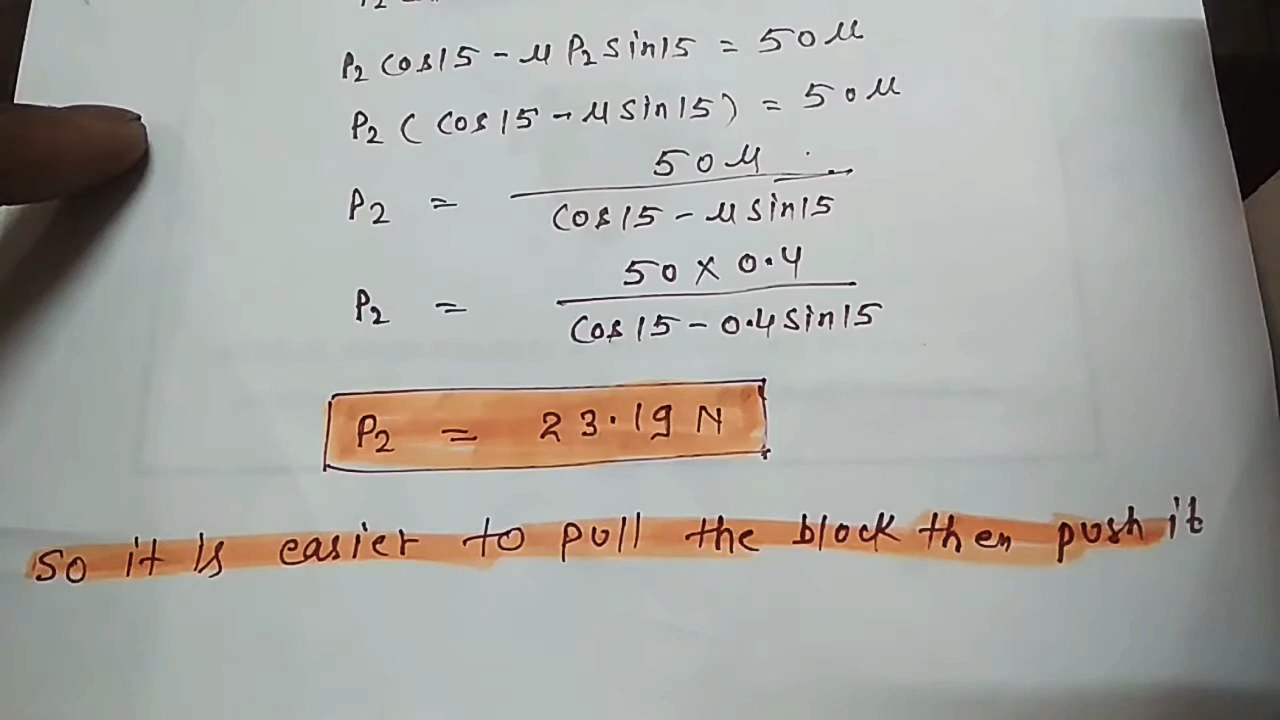 P₂ cos15 - μ P₂ sin15 = 50μ
P₂ ( cos15 - μ sin15) = 50μ
P₂ = 50μ / cos15 - μ sin15
P₂ = 50 × 0.4 / cos15 - 0.4 sin15
P₂ = 23.19 N
So it is easier to pull the block then push it